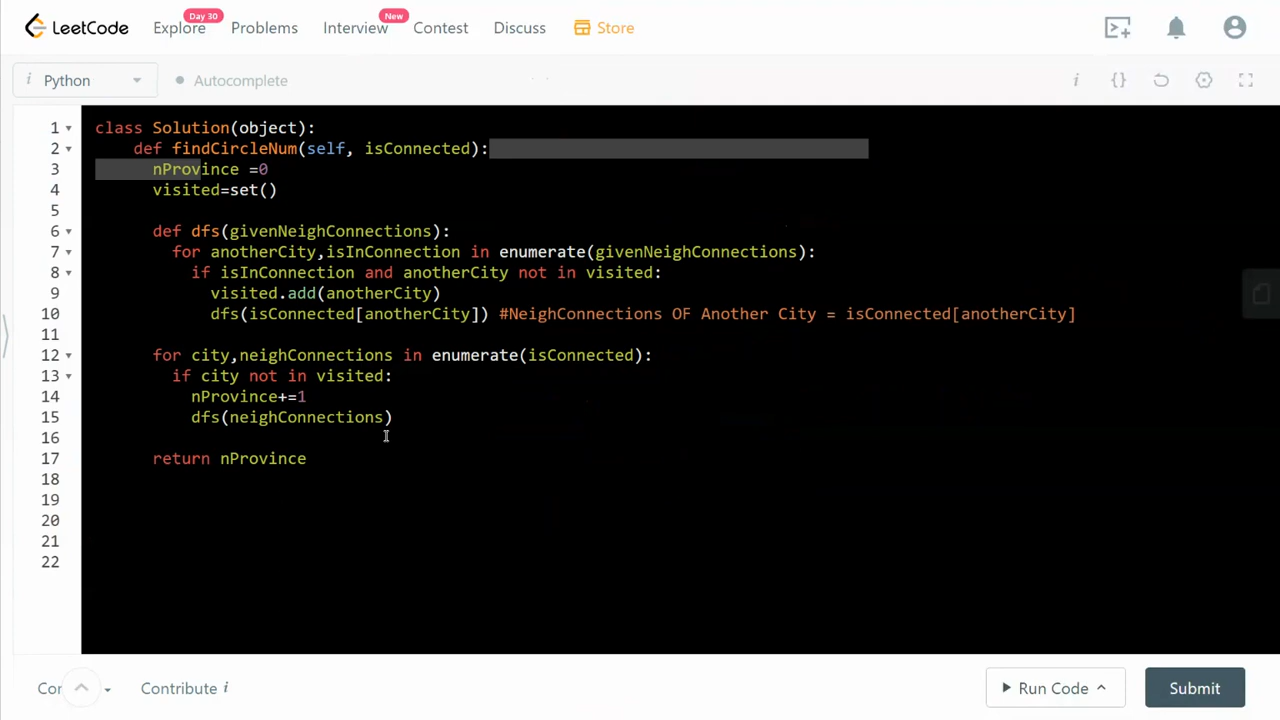 LeetCode Explore Day 30 Problems Interview New Contest Discuss Store
i Python Autocomplete i {}
1 class Solution(object):
2 def findCircleNum(self, isConnected):
3 nProvince =0
4 visited=set()
5
6 def dfs(givenNeighConnections):
7 for anotherCity,isInConnection in enumerate(givenNeighConnections):
8 if isInConnection and anotherCity not in visited:
9 visited.add(anotherCity)
10 dfs(isConnected[anotherCity]) #NeighConnections OF Another City = isConnected[anotherCity]
11
12 for city,neighConnections in enumerate(isConnected):
13 if city not in visited:
14 nProvince+=1
15 dfs(neighConnections)
16
17 return nProvince
18
19
20
21
22
Co Contribute i Run Code Submit